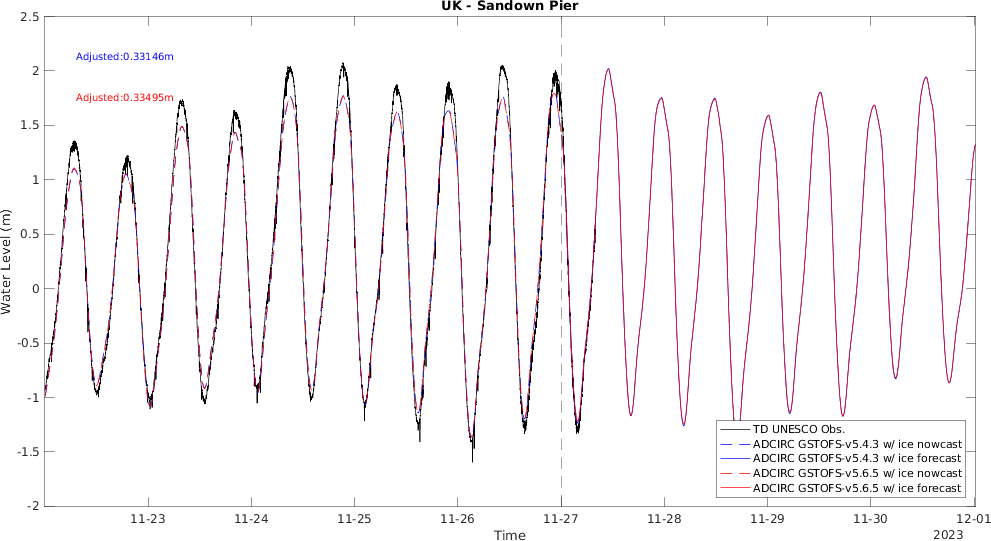 UK - Sandown Pier
2.5
2
1.5
1
0.5
0
-0.5
-1
-1.5
-2
Water Level (m)
Adjusted:0.33146m
Adjusted:0.33495m
TD UNESCO Obs.
ADCIRC GSTOFS-v5.4.3 w/ ice nowcast
ADCIRC GSTOFS-v5.4.3 w/ ice forecast
ADCIRC GSTOFS-v5.6.5 w/ ice nowcast
ADCIRC GSTOFS-v5.6.5 w/ ice forecast
11-23 11-24 11-25 11-26 11-27 11-28 11-29 11-30 12-01
Time
2023